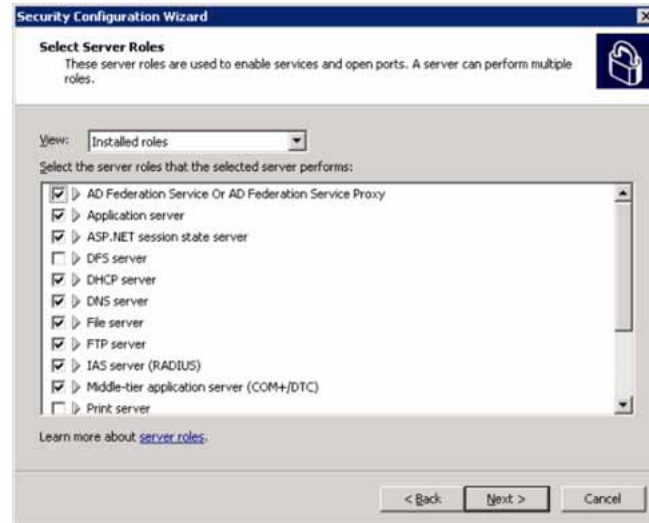 Security Configuration Wizard
Select Server Roles
These server roles are used to enable services and open ports. A server can perform multiple
roles.
View: Installed roles
Select the server roles that the selected server performs:
AD Federation Service Or AD Federation Service Proxy
Application server
ASP.NET session state server
DFS server
DHCP server
DNS server
File server
FTP server
IAS server (RADIUS)
Middle-tier application server (COM+/DTC)
Print server
Learn more about server roles.
< Back Next > Cancel